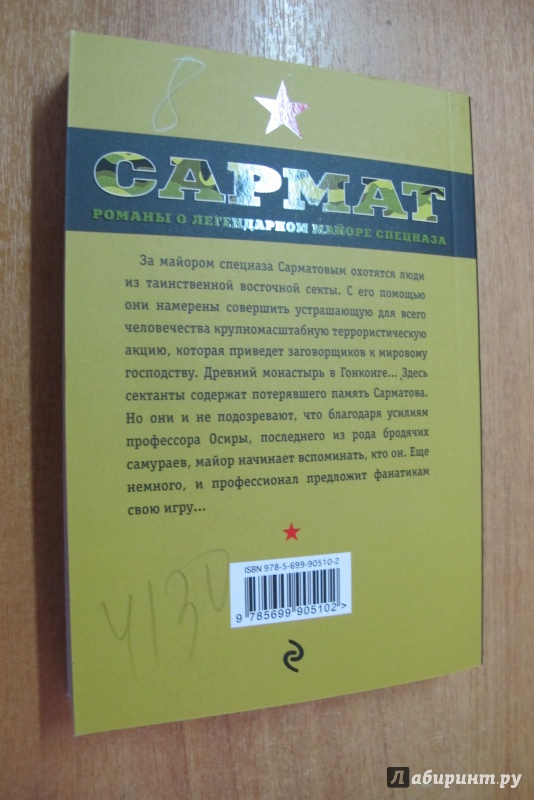 8
САРМАТ
РОМАНЫ О ЛЕГЕНДАРНОМ МАЙОРЕ СПЕЦНАЗА
За майором спецназа Сарматовым охотятся люди
из таинственной восточной секты. С его помощью
они намерены совершить устрашающую для всего
человечества крупномасштабную террористическую
акцию, которая приведет заговорщиков к мировому
господству. Древний монастырь в Гонконге... Здесь
сектанты содержат потерявшего память Сарматова.
Но они и не подозревают, что благодаря усилиям
профессора Осиры, последнего из рода бродячих
самураев, майор начинает вспоминать, кто он. Еще
немного, и профессионал предложит фанатикам
свою игру...
ISBN 978-5-699-90510-2
9 785699 905102 >
Лабиринт.ру